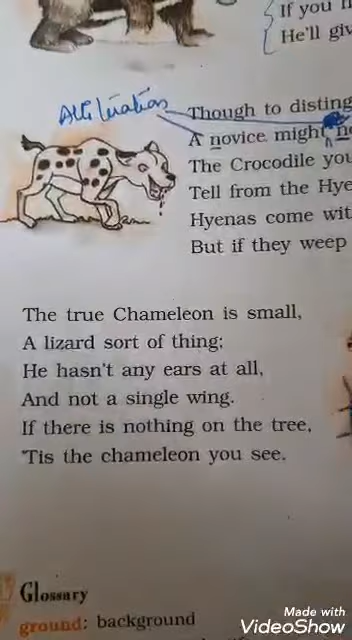 If you
He'll giv
Alliteration
Though to disting
A novice might
The Crocodile you
Tell from the Hye
Hyenas come wit
But if they weep
The true Chameleon is small,
A lizard sort of thing;
He hasn't any ears at all,
And not a single wing.
If there is nothing on the tree,
'Tis the chameleon you see.
Glossary
ground: background
Made with
VideoShow